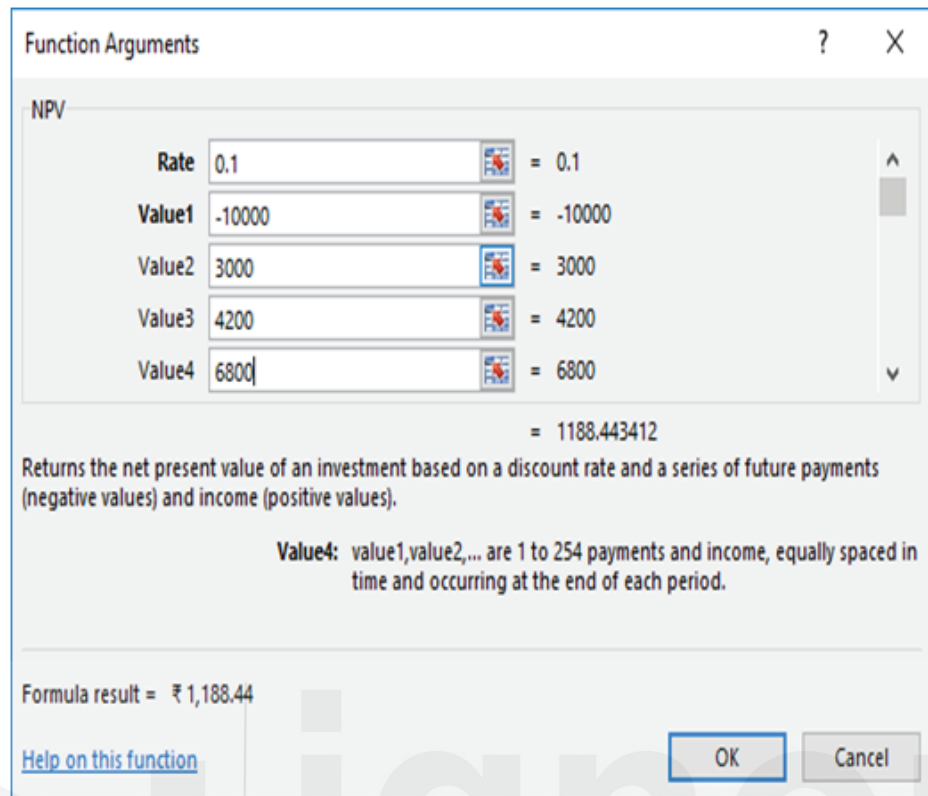 Function Arguments ? X
NPV
Rate 0.1 = 0.1
Value1 -10000 = -10000
Value2 3000 = 3000
Value3 4200 = 4200
Value4 6800 = 6800
= 1188.443412
Returns the net present value of an investment based on a discount rate and a series of future payments
(negative values) and income (positive values).
Value4: value1,value2,... are 1 to 254 payments and income, equally spaced in
time and occurring at the end of each period.
Formula result = ₹ 1,188.44
Help on this function OK Cancel